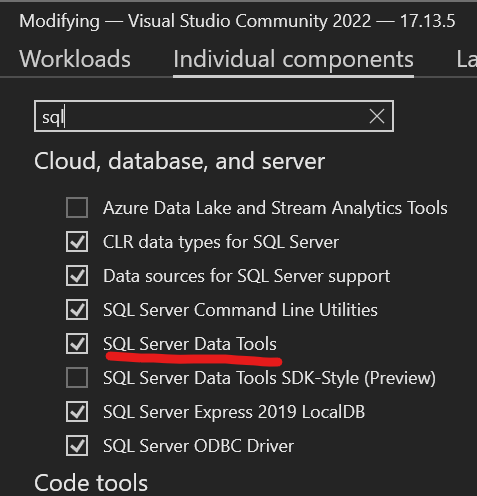 Modifying — Visual Studio Community 2022 — 17.13.5
Workloads Individual components La
sql
Cloud, database, and server
Azure Data Lake and Stream Analytics Tools
CLR data types for SQL Server
Data sources for SQL Server support
SQL Server Command Line Utilities
SQL Server Data Tools
SQL Server Data Tools SDK-Style (Preview)
SQL Server Express 2019 LocalDB
SQL Server ODBC Driver
Code tools